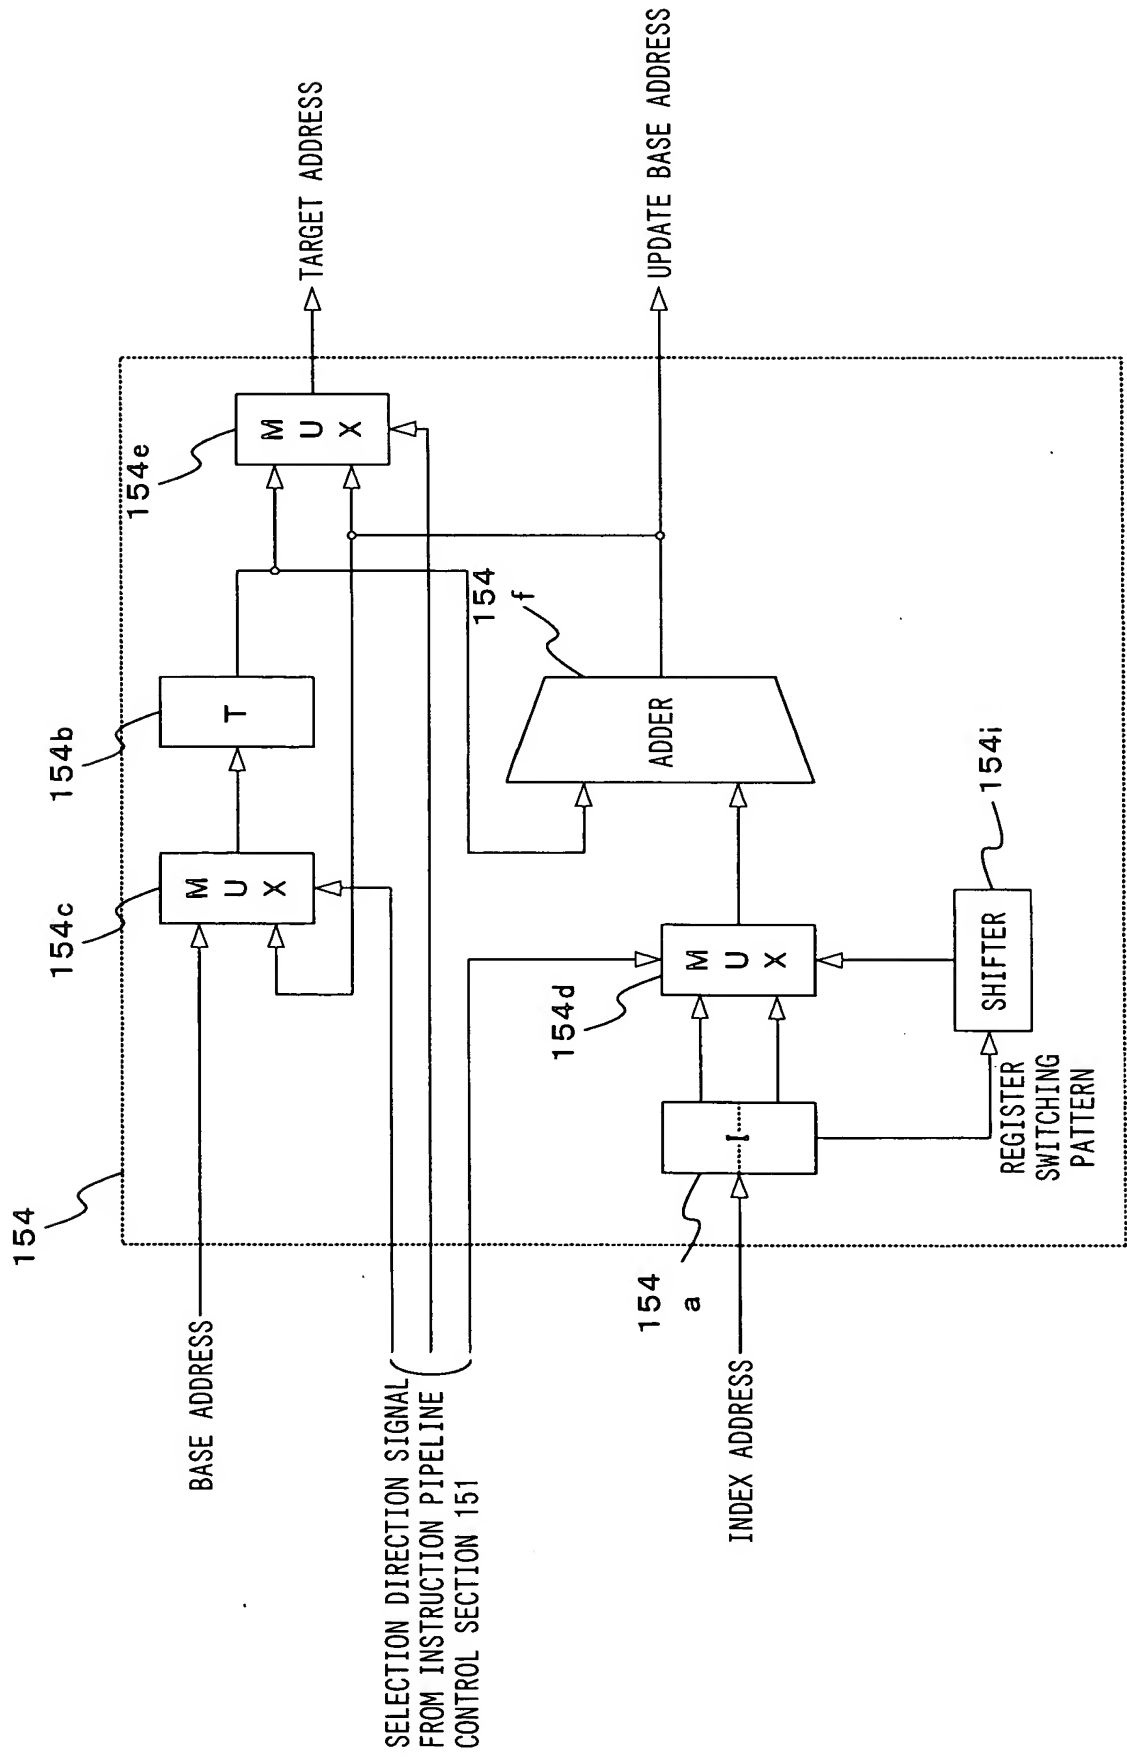 154
BASE ADDRESS
SELECTION DIRECTION SIGNAL
FROM INSTRUCTION PIPELINE
CONTROL SECTION 151
INDEX ADDRESS
154c
M
U
X
154b
T
154e
M
U
X
TARGET ADDRESS
154
a
I
154d
M
U
X
154
f
ADDER
UPDATE BASE ADDRESS
REGISTER
SWITCHING
PATTERN
SHIFTER
154i